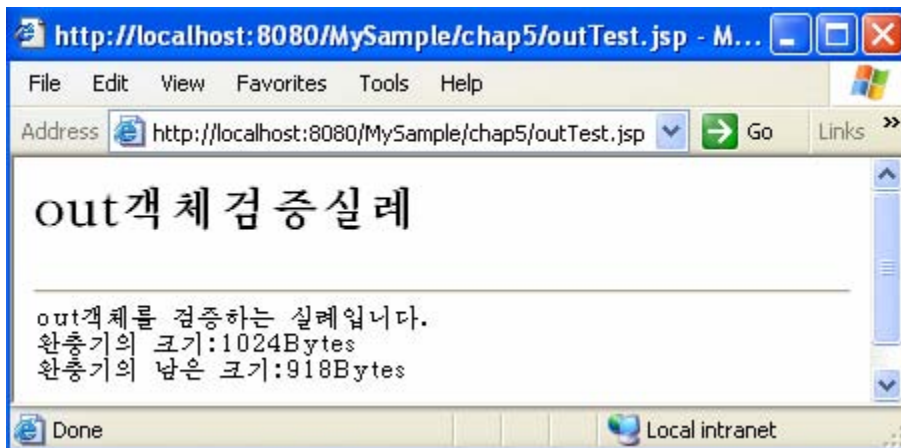 http://localhost:8080/MySample/chap5/outTest.jsp - M...
File Edit View Favorites Tools Help
Address http://localhost:8080/MySample/chap5/outTest.jsp Go Links »
out객체검증실례
out객체를 검증하는 실례입니다.
완충기의 크기:1024Bytes
완충기의 남은 크기:918Bytes
Done Local intranet